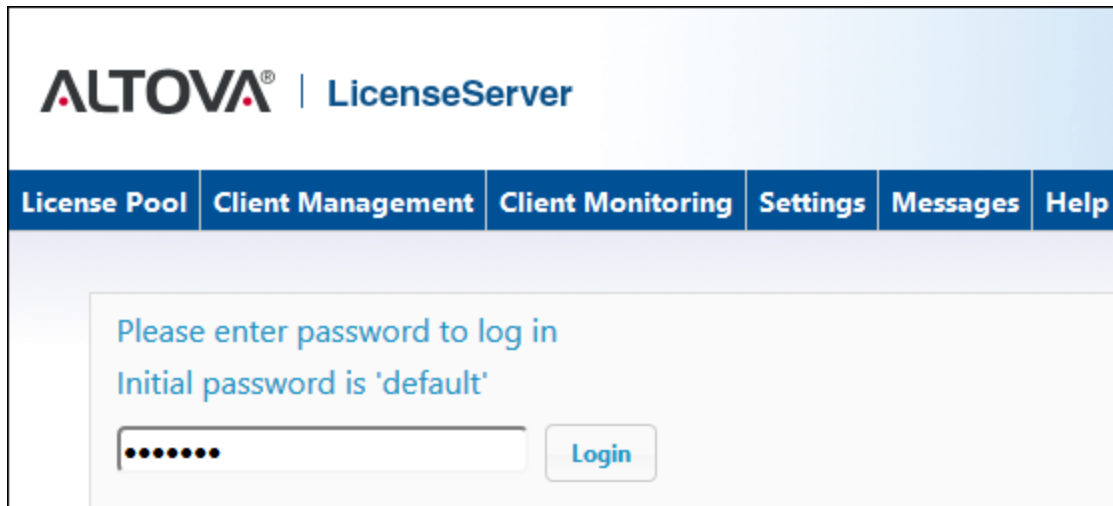 ALTOVA® | LicenseServer
License Pool Client Management Client Monitoring Settings Messages Help
Please enter password to log in
Initial password is 'default'
•••••••
Login